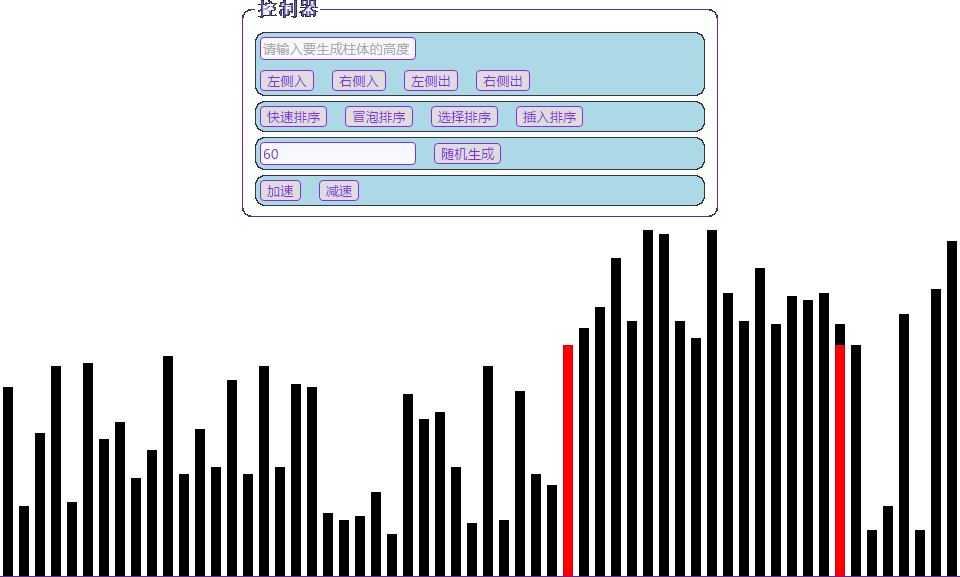 控制器
请输入要生成柱体的高度
左侧入 右侧入 左侧出 右侧出
快速排序 冒泡排序 选择排序 插入排序
60 随机生成
加速 减速